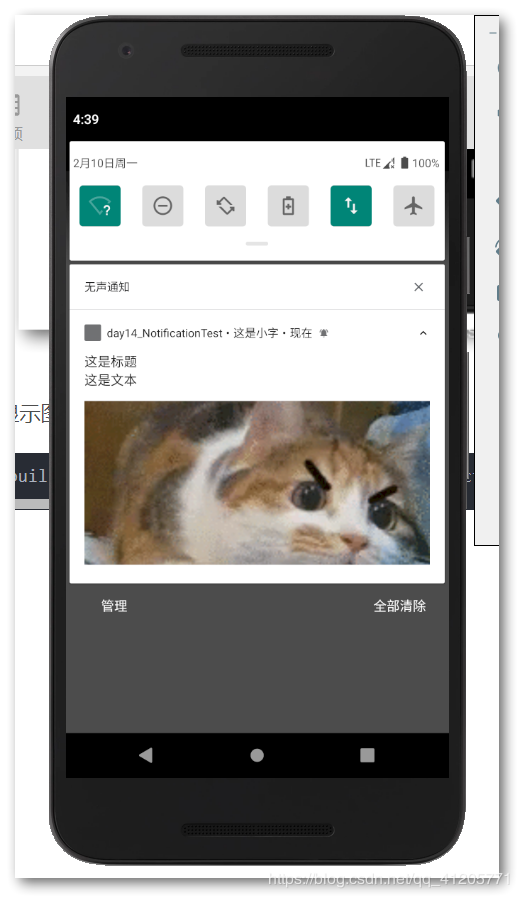 4:39
2月10日周一
LTE
100%
无声通知
day14_NotificationTest • 这是小字 • 现在
这是标题
这是文本
管理
全部清除
显示图
buil
https://blog.csdn.net/qq_41205771